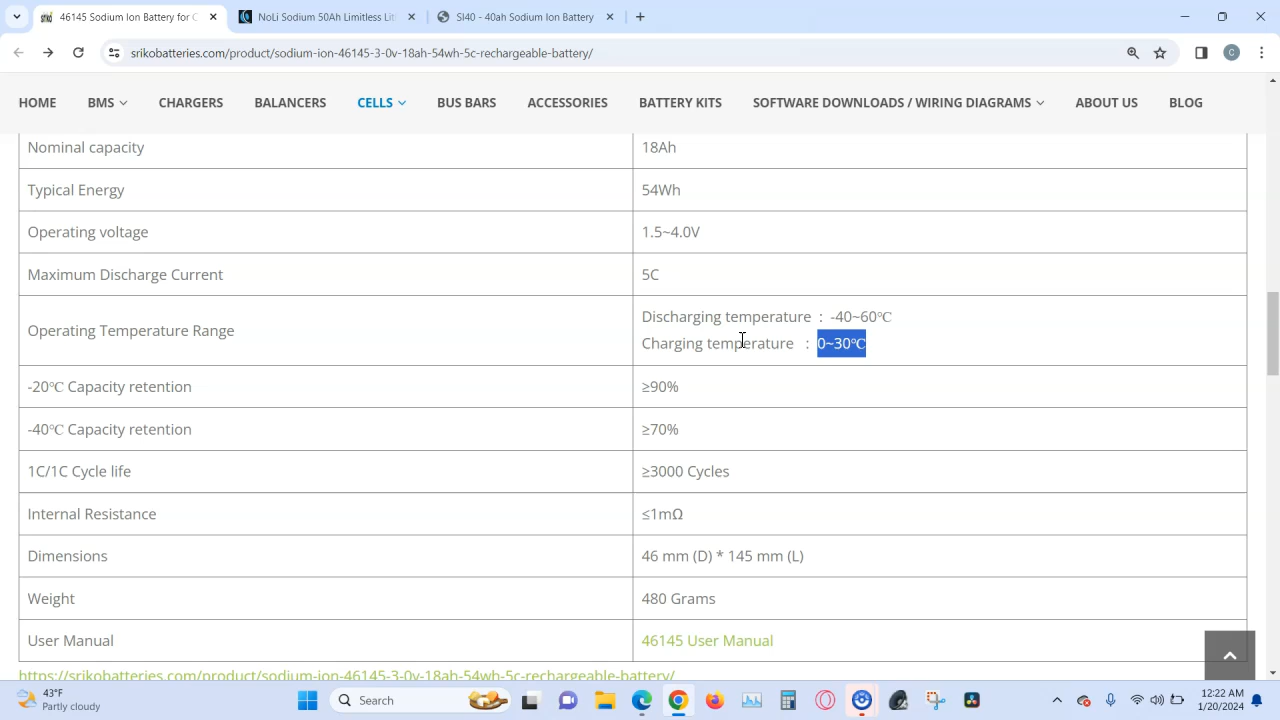 46145 Sodium Ion Battery for C
NoLi Sodium 50Ah Limitless Lit
SI40 - 40ah Sodium Ion Battery
srikobatteries.com/product/sodium-ion-46145-3-0v-18ah-54wh-5c-rechargeable-battery/
C
HOME BMS CHARGERS BALANCERS CELLS BUS BARS ACCESSORIES BATTERY KITS SOFTWARE DOWNLOADS / WIRING DIAGRAMS ABOUT US BLOG
Nominal capacity 18Ah
Typical Energy 54Wh
Operating voltage 1.5~4.0V
Maximum Discharge Current 5C
Operating Temperature Range
Discharging temperature : -40~60℃
Charging temperature : 0~30℃
-20℃ Capacity retention ≥90%
-40℃ Capacity retention ≥70%
1C/1C Cycle life ≥3000 Cycles
Internal Resistance ≤1mΩ
Dimensions 46 mm (D) * 145 mm (L)
Weight 480 Grams
User Manual 46145 User Manual
https://srikobatteries.com/product/sodium-ion-46145-3-0v-18ah-54wh-5c-rechargeable-battery/
43°F
Partly cloudy
Search
12:22 AM
1/20/2024